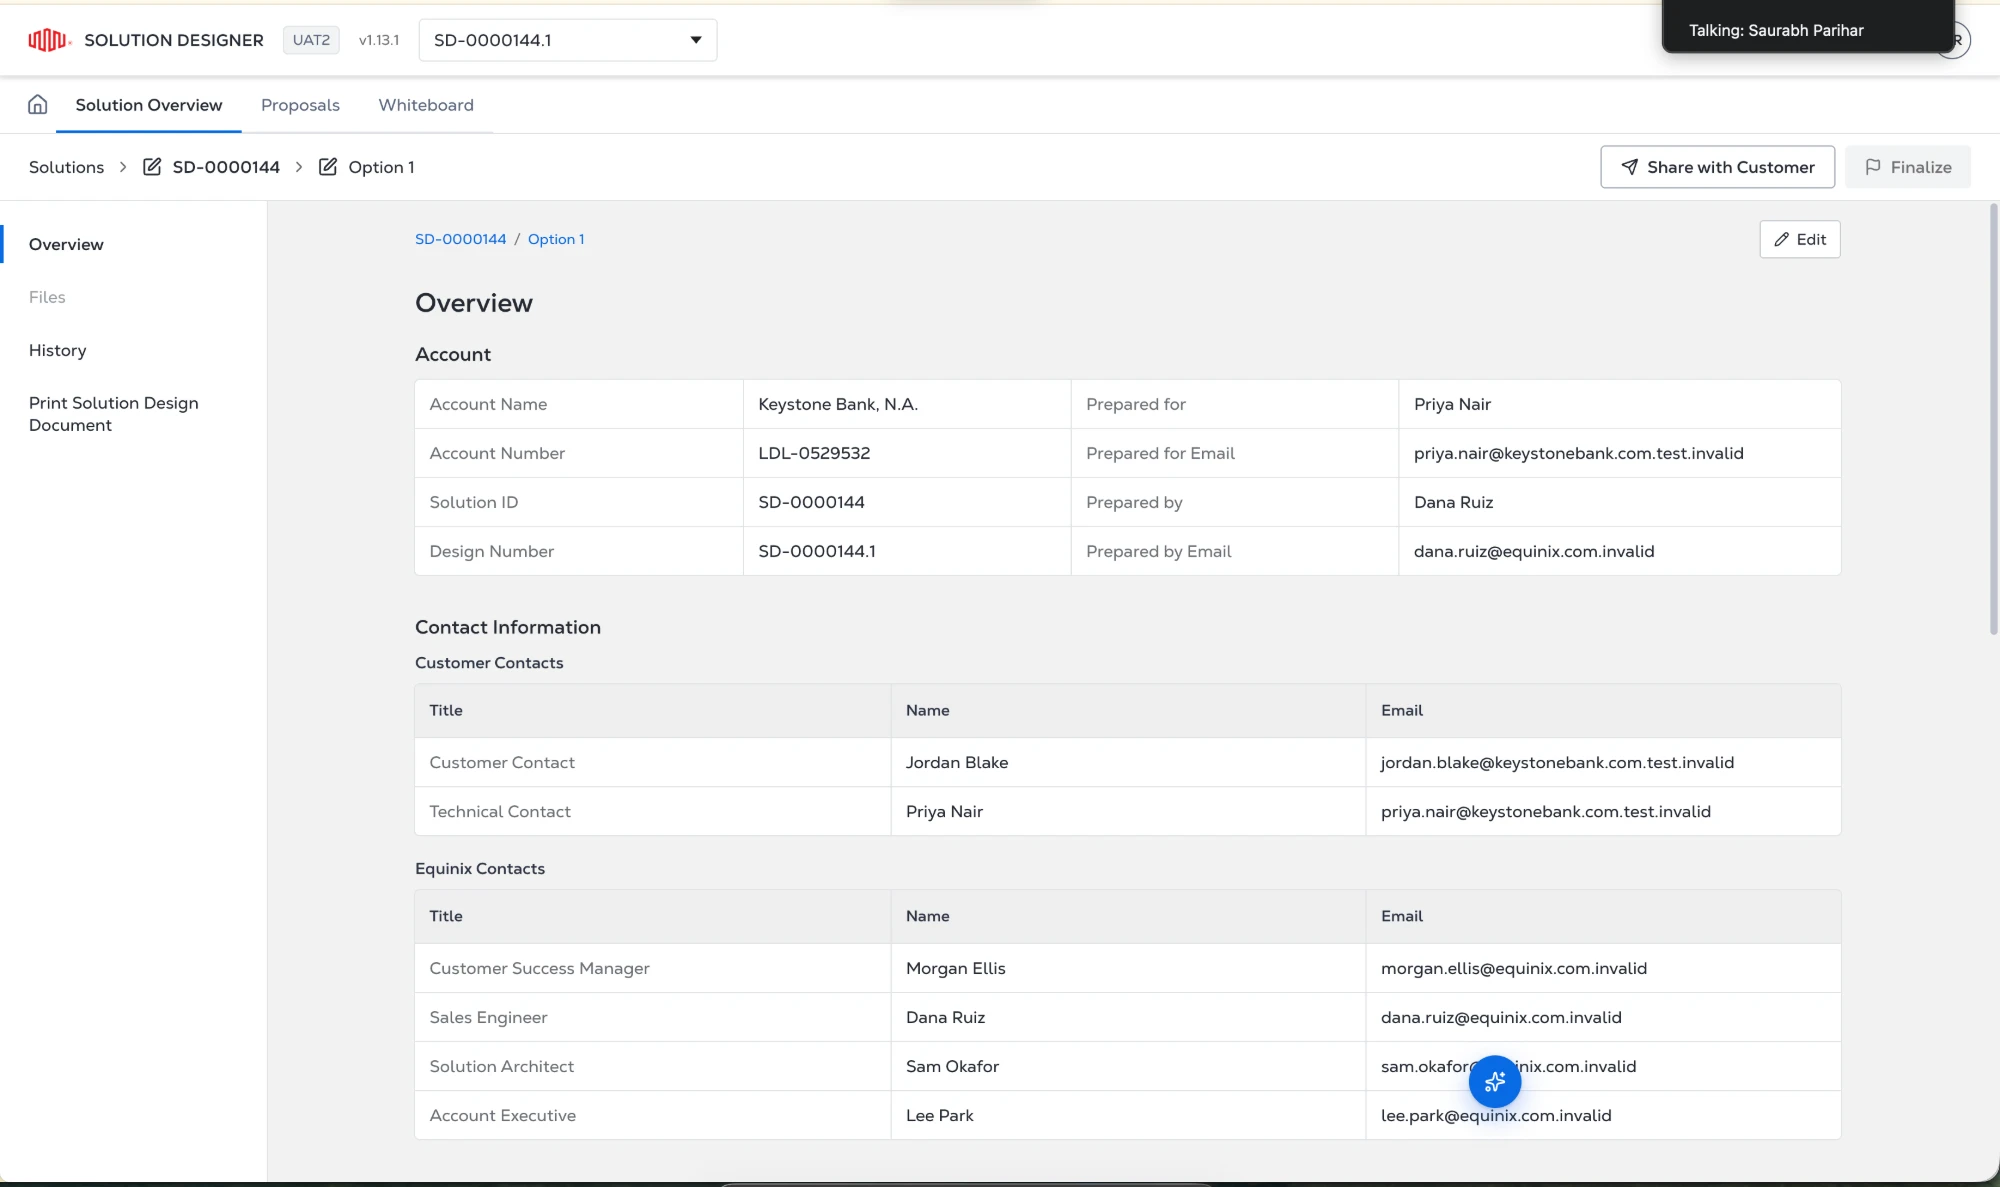 SOLUTION DESIGNER UAT2 v1.13.1 SD-0000144.1
Talking: Saurabh Parihar
R
Solution Overview Proposals Whiteboard
Solutions > SD-0000144 > Option 1
Share with Customer Finalize
Overview
Files
History
Print Solution Design
Document
SD-0000144 / Option 1
Edit
Overview
Account
Account Name Keystone Bank, N.A. Prepared for Priya Nair
Account Number LDL-0529532 Prepared for Email priya.nair@keystonebank.com.test.invalid
Solution ID SD-0000144 Prepared by Dana Ruiz
Design Number SD-0000144.1 Prepared by Email dana.ruiz@equinix.com.invalid
Contact Information
Customer Contacts
Title Name Email
Customer Contact Jordan Blake jordan.blake@keystonebank.com.test.invalid
Technical Contact Priya Nair priya.nair@keystonebank.com.test.invalid
Equinix Contacts
Title Name Email
Customer Success Manager Morgan Ellis morgan.ellis@equinix.com.invalid
Sales Engineer Dana Ruiz dana.ruiz@equinix.com.invalid
Solution Architect Sam Okafor sam.okafor inix.com.invalid
Account Executive Lee Park lee.park@equinix.com.invalid